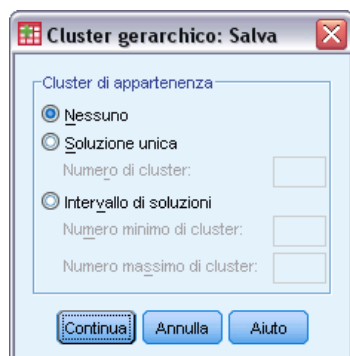 Cluster gerarchico: Salva
Cluster di appartenenza
Nessuno
Soluzione unica
Numero di cluster:
Intervallo di soluzioni
Numero minimo di cluster:
Numero massimo di cluster:
Continua Annulla Aiuto